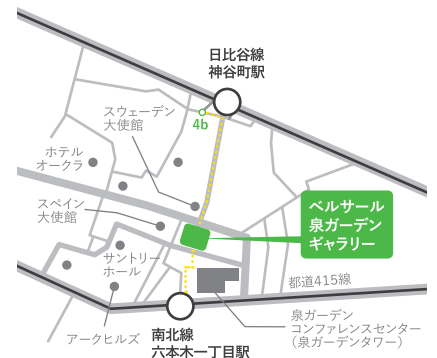 日比谷線
神谷町駅
4b
スウェーデン
大使館
ホテル
オークラ
スペイン
大使館
ベルサール
泉ガーデン
ギャラリー
サントリー
ホール
都道415線
アークヒルズ
南北線
六本木一丁目駅
泉ガーデン
コンファレンスセンター
（泉ガーデンタワー）